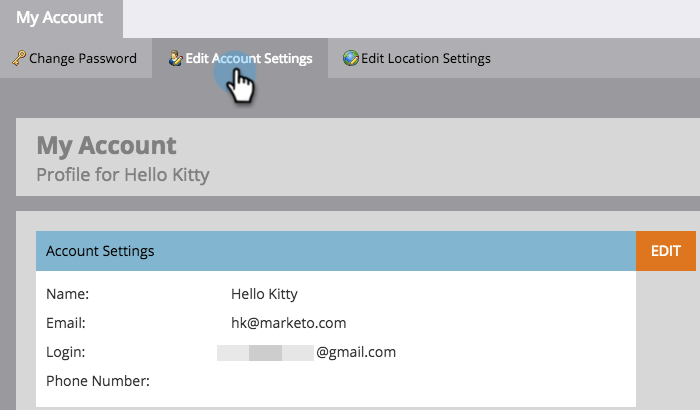 My Account
Change Password Edit Account Settings Edit Location Settings
My Account
Profile for Hello Kitty
Account Settings EDIT
Name: Hello Kitty
Email: hk@marketo.com
Login: @gmail.com
Phone Number: